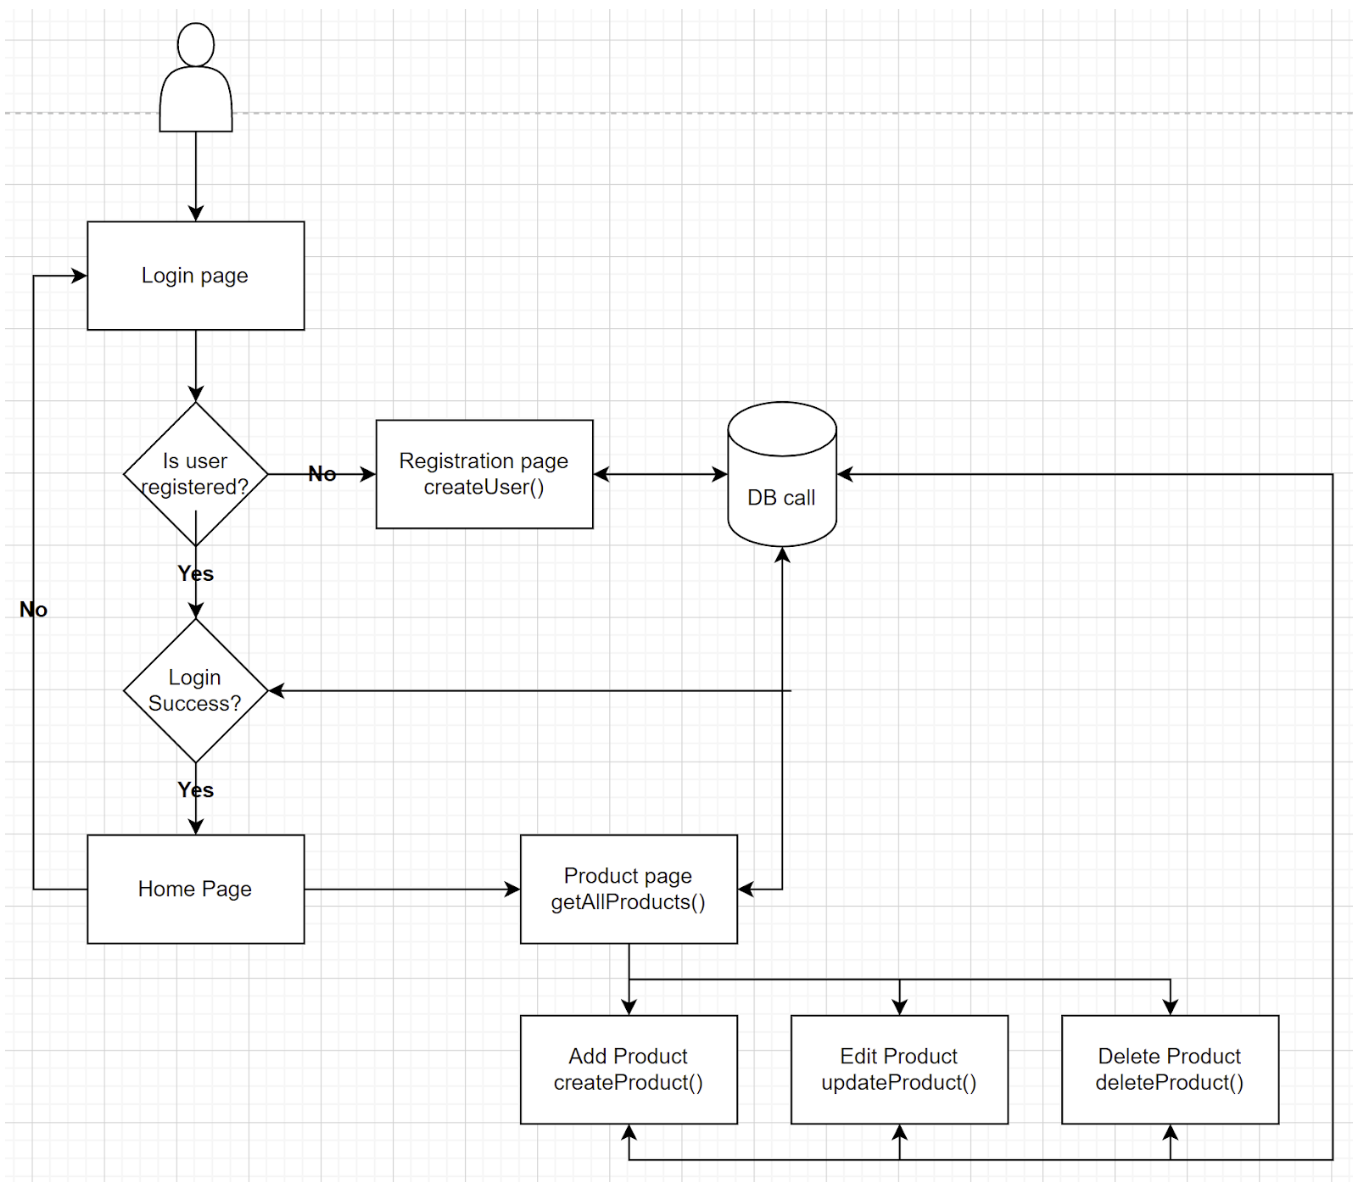 Login page
Is user
registered?
No
Registration page
createUser()
DB call
Yes
No
Login
Success?
Yes
Home Page
Product page
getAllProducts()
Add Product
createProduct()
Edit Product
updateProduct()
Delete Product
deleteProduct()